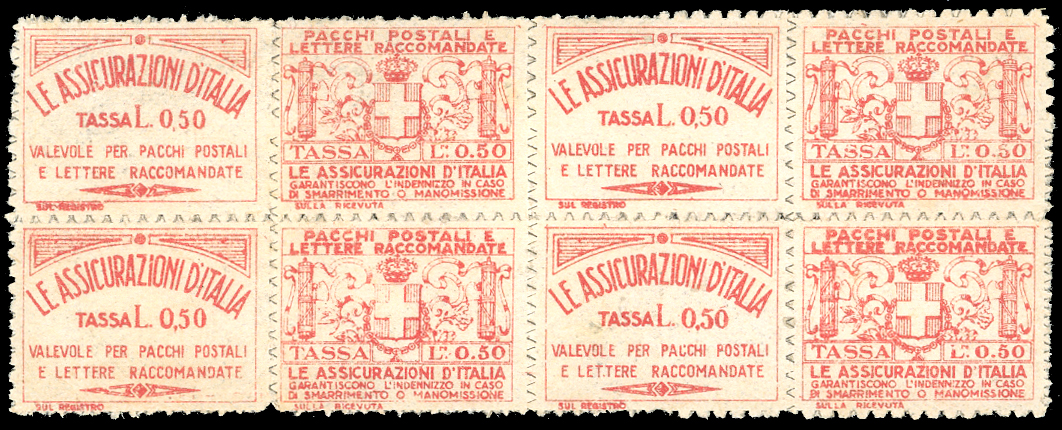 LE ASSICURAZIONI D'ITALIA
TASSA L. 0,50
VALEVOLE PER PACCHI POSTALI
E LETTERE RACCOMANDATE
SUL REGISTRO
PACCHI POSTALI E
LETTERE RACCOMANDATE
TASSA LRE 0.50
LE ASSICURAZIONI D'ITALIA
GARANTISCONO L'INDENNIZZO IN CASO
DI SMARRIMENTO O MANOMISSIONE
SULLA RICEVUTA
LE ASSICURAZIONI D'ITALIA
TASSA L. 0,50
VALEVOLE PER PACCHI POSTALI
E LETTERE RACCOMANDATE
SUL REGISTRO
PACCHI POSTALI E
LETTERE RACCOMANDATE
TASSA LRE 0.50
LE ASSICURAZIONI D'ITALIA
GARANTISCONO L'INDENNIZZO IN CASO
DI SMARRIMENTO O MANOMISSIONE
SULLA RICEVUTA
LE ASSICURAZIONI D'ITALIA
TASSA L. 0,50
VALEVOLE PER PACCHI POSTALI
E LETTERE RACCOMANDATE
SUL REGISTRO
PACCHI POSTALI E
LETTERE RACCOMANDATE
TASSA LRE 0.50
LE ASSICURAZIONI D'ITALIA
GARANTISCONO L'INDENNIZZO IN CASO
DI SMARRIMENTO O MANOMISSIONE
SULLA RICEVUTA
LE ASSICURAZIONI D'ITALIA
TASSA L. 0,50
VALEVOLE PER PACCHI POSTALI
E LETTERE RACCOMANDATE
SUL REGISTRO
PACCHI POSTALI E
LETTERE RACCOMANDATE
TASSA LRE 0.50
LE ASSICURAZIONI D'ITALIA
GARANTISCONO L'INDENNIZZO IN CASO
DI SMARRIMENTO O MANOMISSIONE
SULLA RICEVUTA